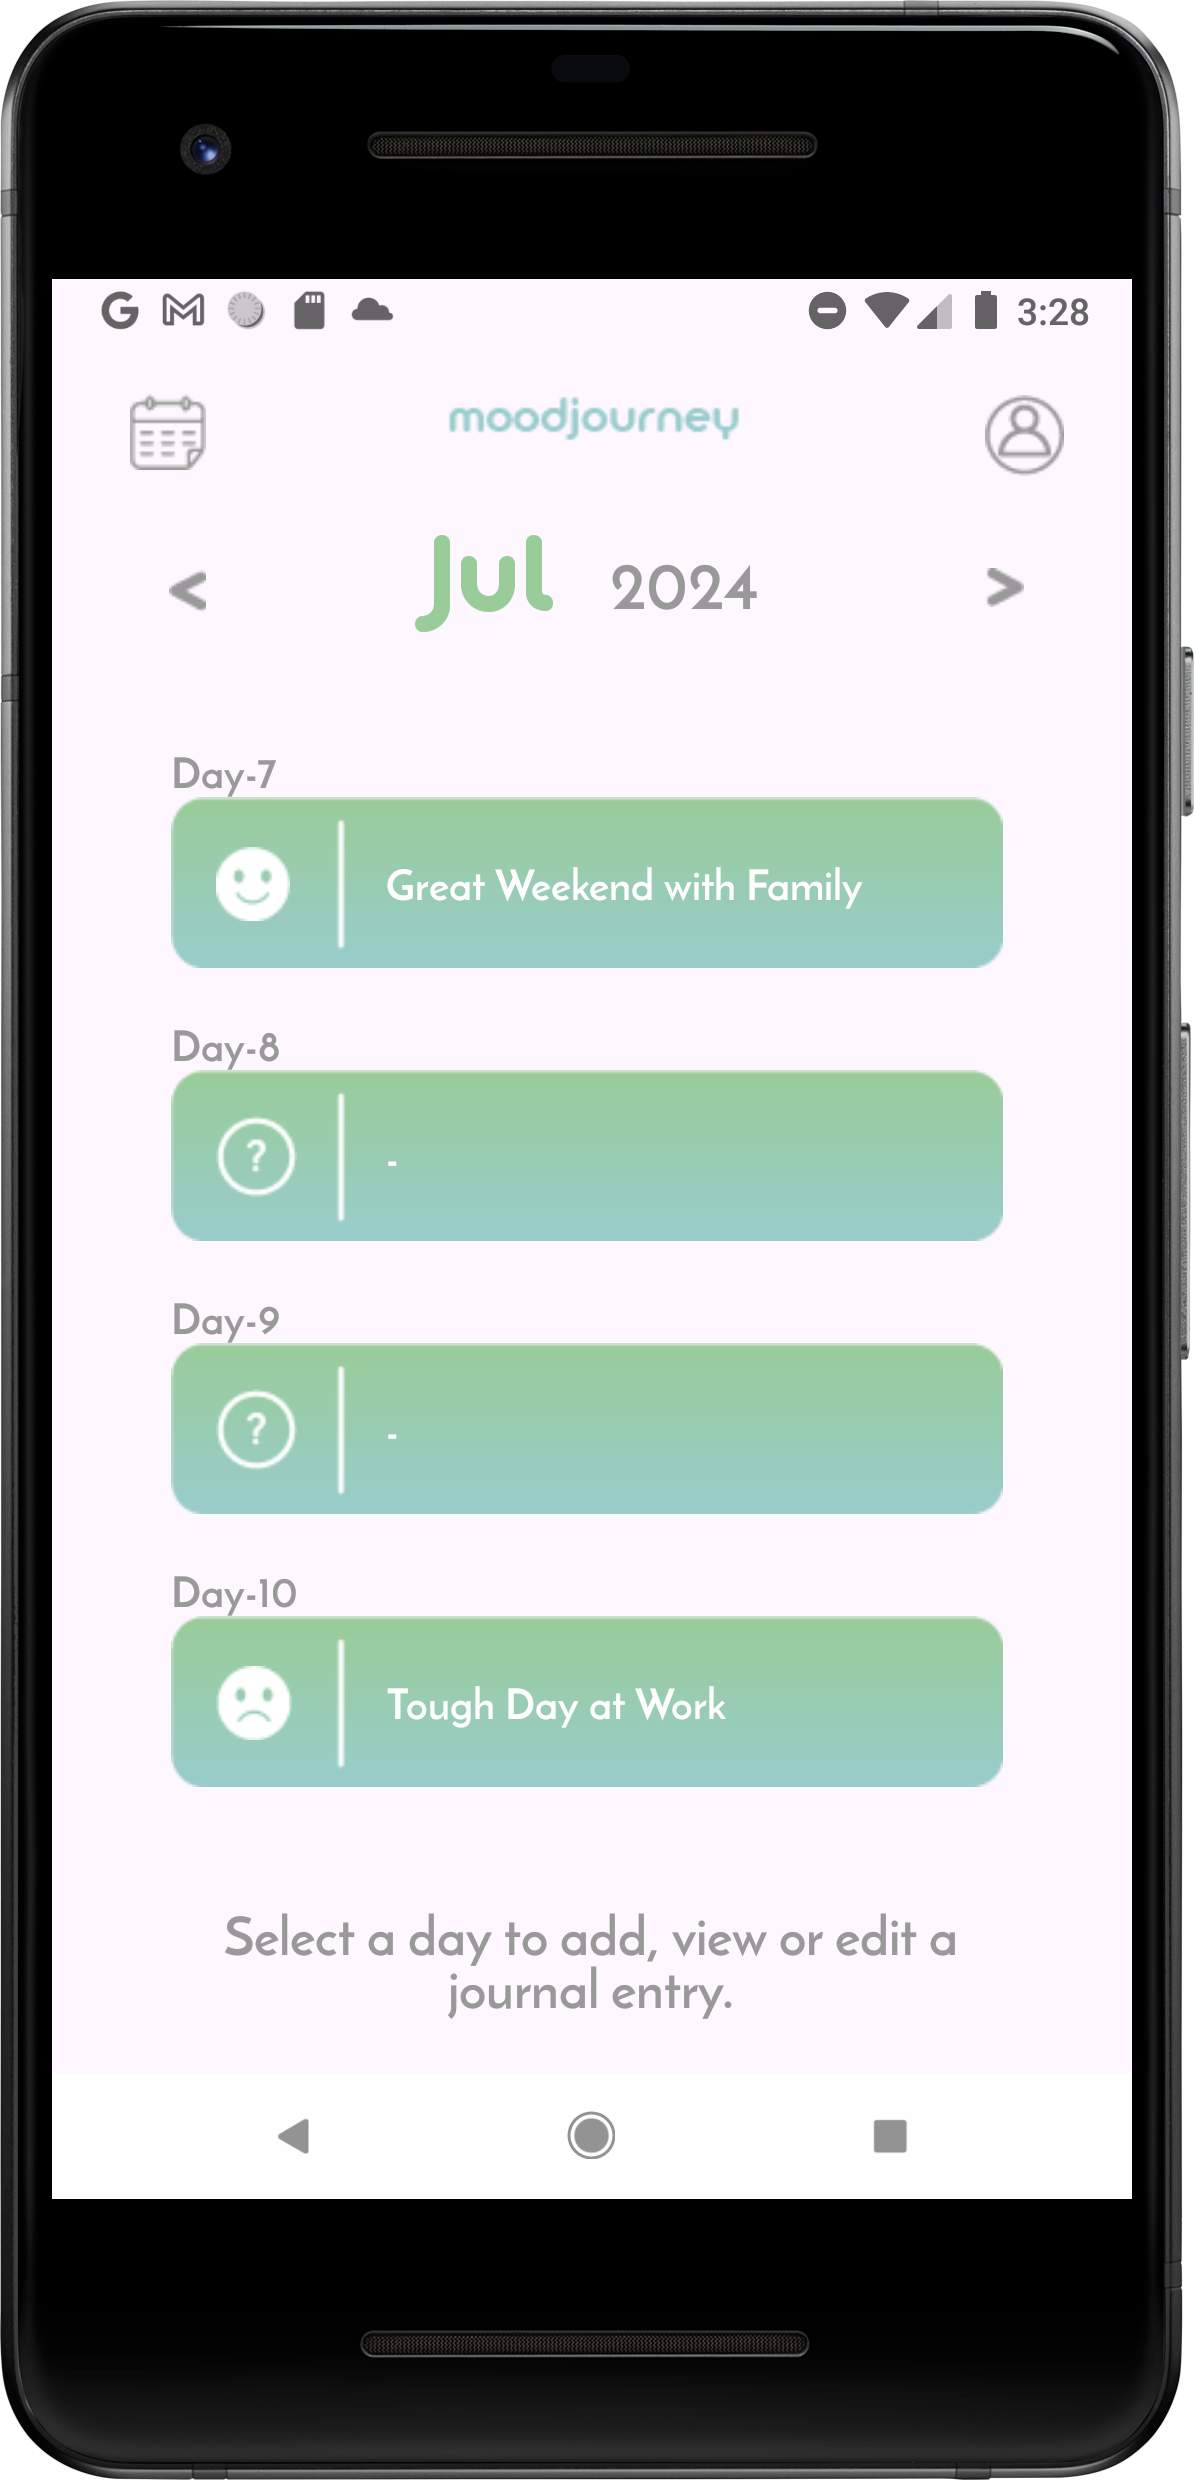 3:28
moodjourney
< Jul 2024 >
Day-7
Great Weekend with Family
Day-8
? -
Day-9
? -
Day-10
Tough Day at Work
Select a day to add, view or edit a
journal entry.